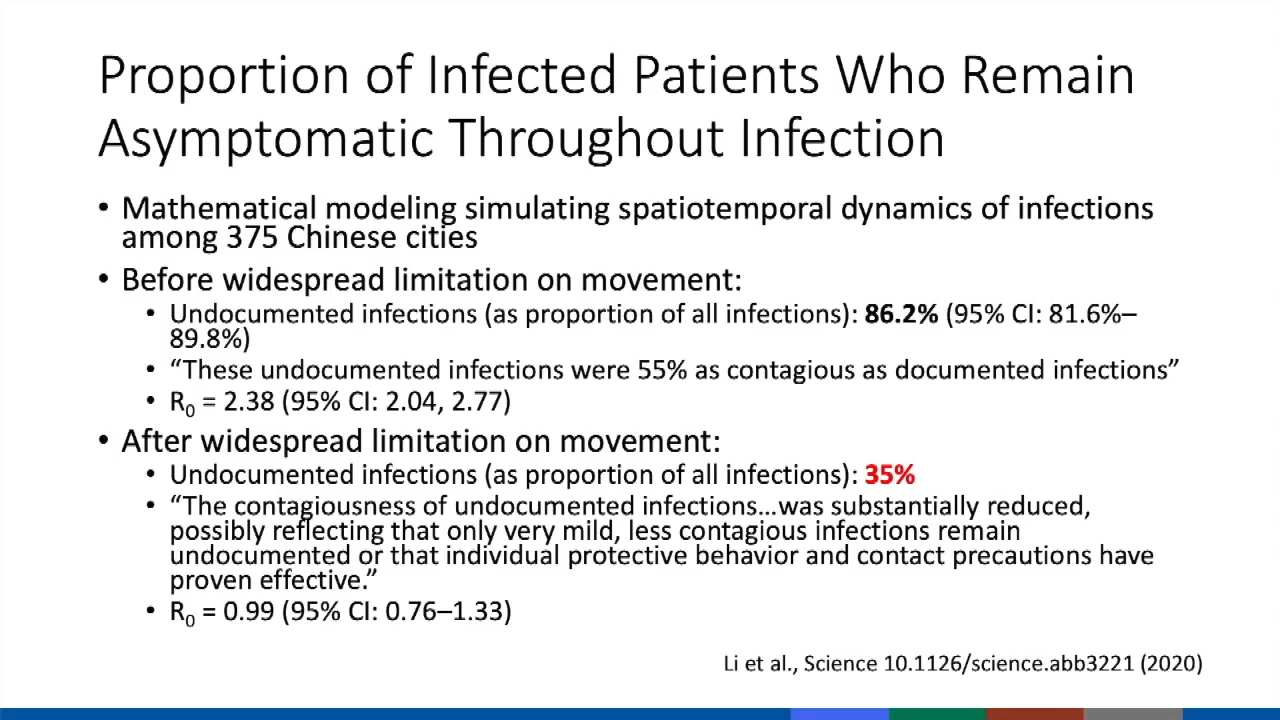 Proportion of Infected Patients Who Remain
Asymptomatic Throughout Infection
• Mathematical modeling simulating spatiotemporal dynamics of infections
among 375 Chinese cities
• Before widespread limitation on movement:
• Undocumented infections (as proportion of all infections): 86.2% (95% CI: 81.6%–
89.8%)
• “These undocumented infections were 55% as contagious as documented infections”
• R₀ = 2.38 (95% CI: 2.04, 2.77)
• After widespread limitation on movement:
• Undocumented infections (as proportion of all infections): 35%
• “The contagiousness of undocumented infections…was substantially reduced,
possibly reflecting that only very mild, less contagious infections remain
undocumented or that individual protective behavior and contact precautions have
proven effective.”
• R₀ = 0.99 (95% CI: 0.76–1.33)
Li et al., Science 10.1126/science.abb3221 (2020)